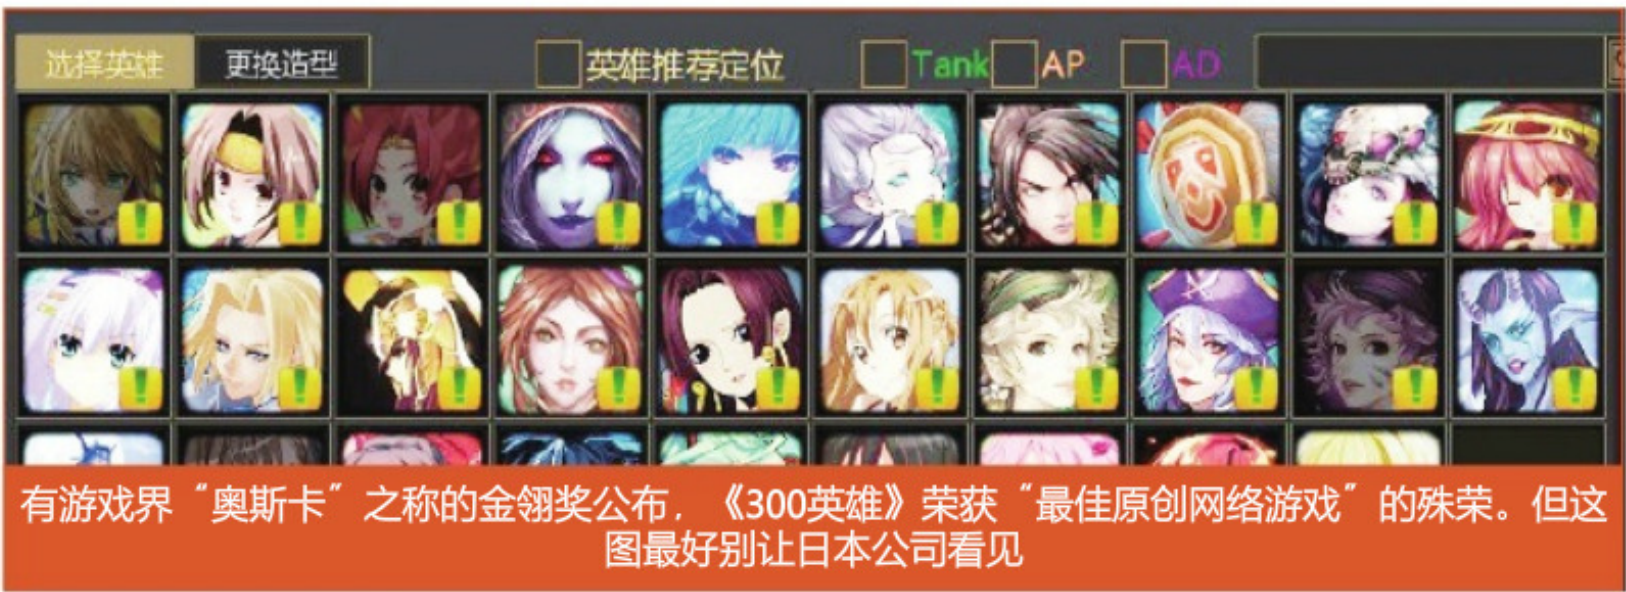 选择英雄 更换造型 英雄推荐定位 Tank AP AD
有游戏界“奥斯卡”之称的金翎奖公布，《300英雄》荣获“最佳原创网络游戏”的殊荣。但这
图最好别让日本公司看见